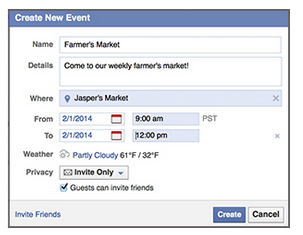 Create New Event
Name Farmer's Market
Details Come to our weekly farmer's market!
Where Jasper's Market
From 2/1/2014 9:00 am PST
To 2/1/2014 12:00 pm
Weather Partly Cloudy 61°F / 32°F
Privacy Invite Only
Guests can invite friends
Invite Friends Create Cancel